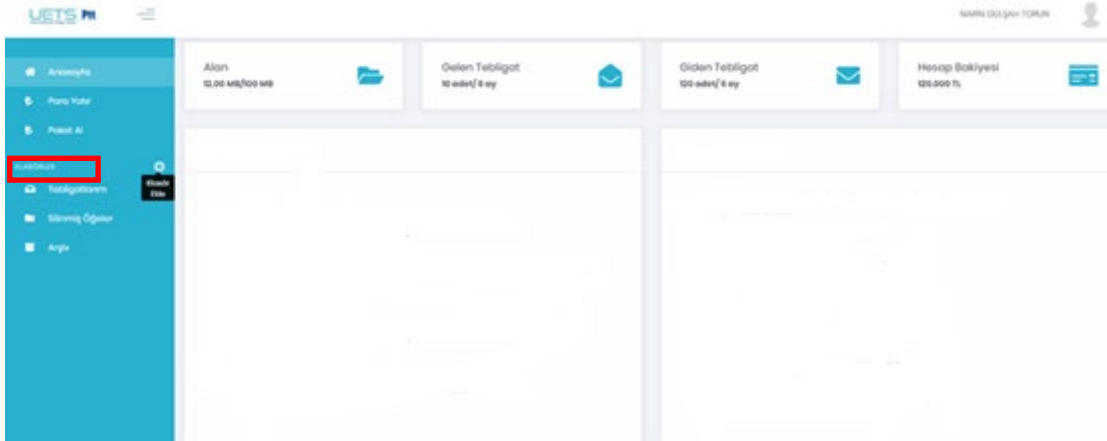 UETS Ptt
NARİN GÜLŞAH TORUN
Anasayfa
Para Yatır
Paket Al
KLASÖRLER
Klasör
Ekle
Tebligatlarım
Silinmiş Öğeler
Arşiv
Alan
12.00 MB/100 MB
Gelen Tebligat
10 adet/ 6 ay
Giden Tebligat
120 adet/ 6 ay
Hesap Bakiyesi
120.000 TL